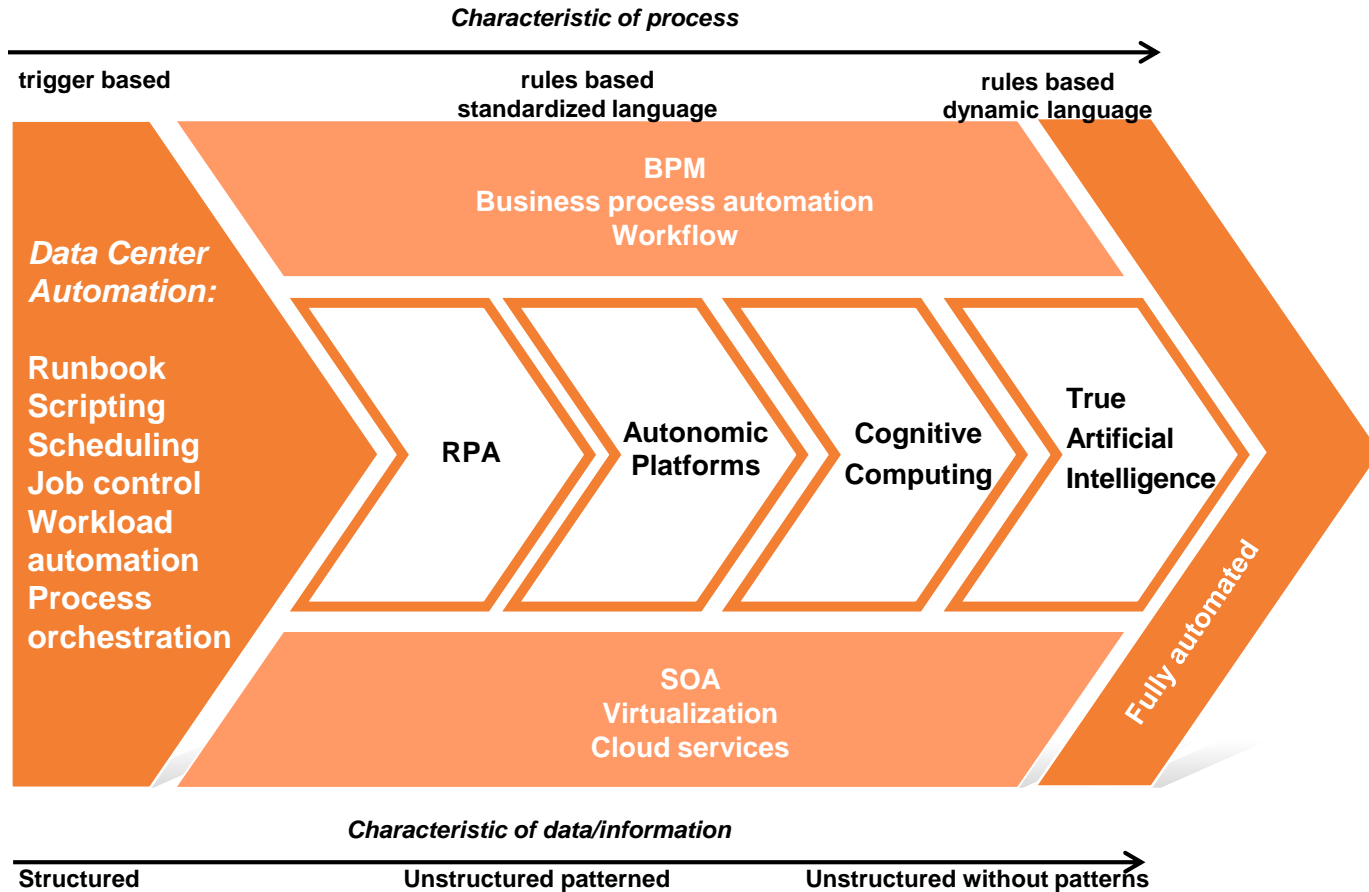 Characteristic of process
trigger based
rules based
standardized language
rules based
dynamic language
BPM
Business process automation
Workflow
Data Center
Automation:
Runbook
Scripting
Scheduling
Job control
Workload
automation
Process
orchestration
RPA
Autonomic
Platforms
Cognitive
Computing
True
Artificial
Intelligence
Fully automated
SOA
Virtualization
Cloud services
Characteristic of data/information
Structured
Unstructured patterned
Unstructured without patterns